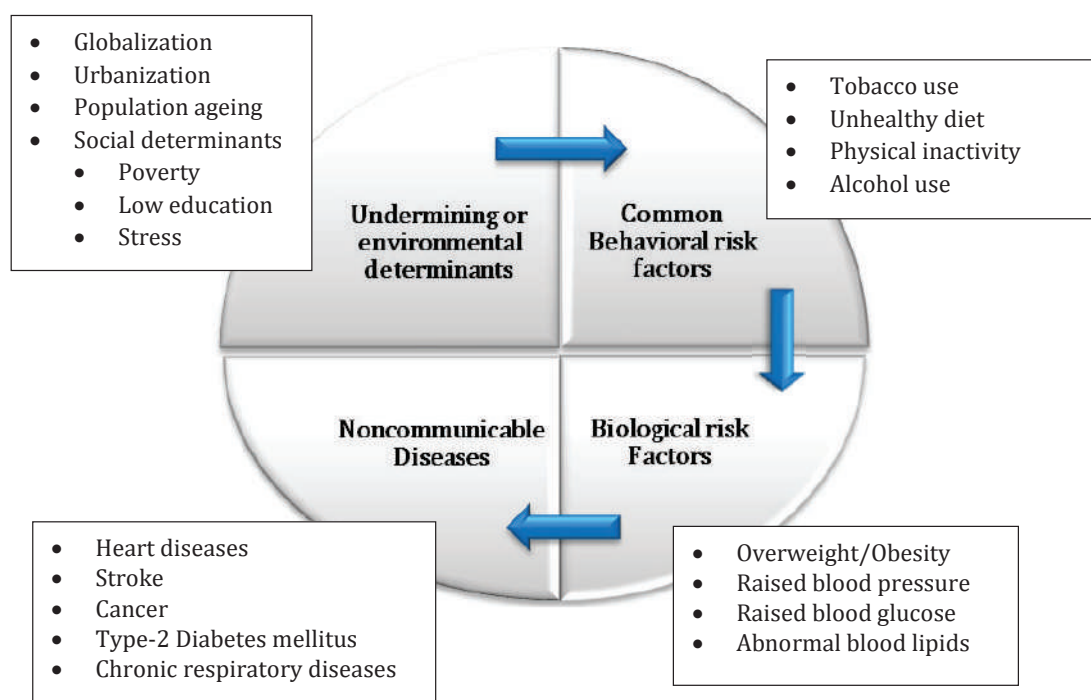 • Globalization
• Urbanization
• Population ageing
• Social determinants
• Poverty
• Low education
• Stress
• Tobacco use
• Unhealthy diet
• Physical inactivity
• Alcohol use
Undermining or
environmental
determinants
Common
Behavioral risk
factors
Noncommunicable
Diseases
Biological risk
Factors
• Heart diseases
• Stroke
• Cancer
• Type-2 Diabetes mellitus
• Chronic respiratory diseases
• Overweight/Obesity
• Raised blood pressure
• Raised blood glucose
• Abnormal blood lipids